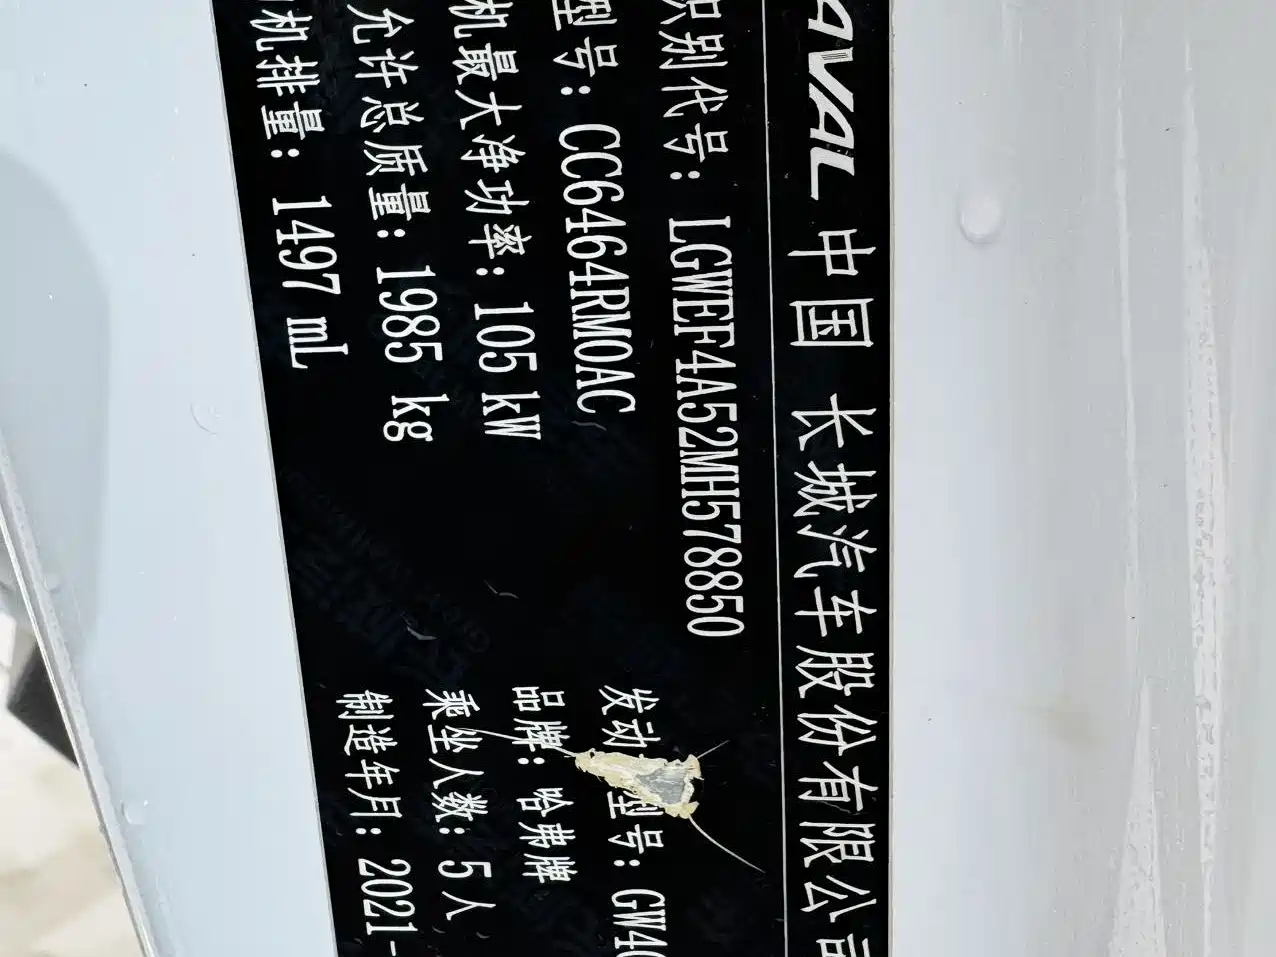 AVAL 中国 长城汽车股份有限公司
识别代号: LGWEF4A52MH578850
型号: CC6464RM0AC 发动 型号: GW4
机最大净功率: 105 kW 品牌: 哈弗牌
允许总质量: 1985 kg 乘坐人数: 5人
机排量: 1497 mL 制造年月: 2021-